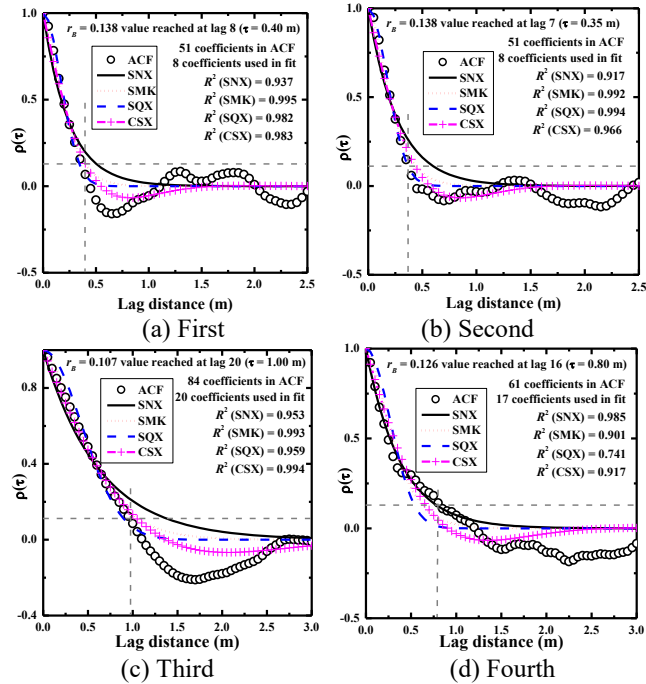 r_B = 0.138 value reached at lag 8 (τ = 0.40 m)
51 coefficients in ACF
8 coefficients used in fit
R² (SNX) = 0.937
R² (SMK) = 0.995
R² (SQX) = 0.982
R² (CSX) = 0.983
ACF
SNX
SMK
SQX
CSX
ρ(τ)
1.0
0.5
0.0
-0.5
0.0 0.5 1.0 1.5 2.0 2.5
Lag distance (m)
(a) First
r_B = 0.138 value reached at lag 7 (τ = 0.35 m)
51 coefficients in ACF
8 coefficients used in fit
R² (SNX) = 0.917
R² (SMK) = 0.992
R² (SQX) = 0.994
R² (CSX) = 0.966
ACF
SNX
SMK
SQX
CSX
ρ(τ)
1.0
0.5
0.0
-0.5
0.0 0.5 1.0 1.5 2.0 2.5
Lag distance (m)
(b) Second
r_B = 0.107 value reached at lag 20 (τ = 1.00 m)
84 coefficients in ACF
20 coefficients used in fit
R² (SNX) = 0.953
R² (SMK) = 0.993
R² (SQX) = 0.959
R² (CSX) = 0.994
ACF
SNX
SMK
SQX
CSX
ρ(τ)
0.8
0.4
0.0
-0.4
0.0 0.5 1.0 1.5 2.0 2.5 3.0
Lag distance (m)
(c) Third
r_B = 0.126 value reached at lag 16 (τ = 0.80 m)
61 coefficients in ACF
17 coefficients used in fit
R² (SNX) = 0.985
R² (SMK) = 0.901
R² (SQX) = 0.741
R² (CSX) = 0.917
ACF
SNX
SMK
SQX
CSX
ρ(τ)
1.0
0.5
0.0
-0.5
0.0 0.5 1.0 1.5 2.0 2.5 3.0
Lag distance (m)
(d) Fourth